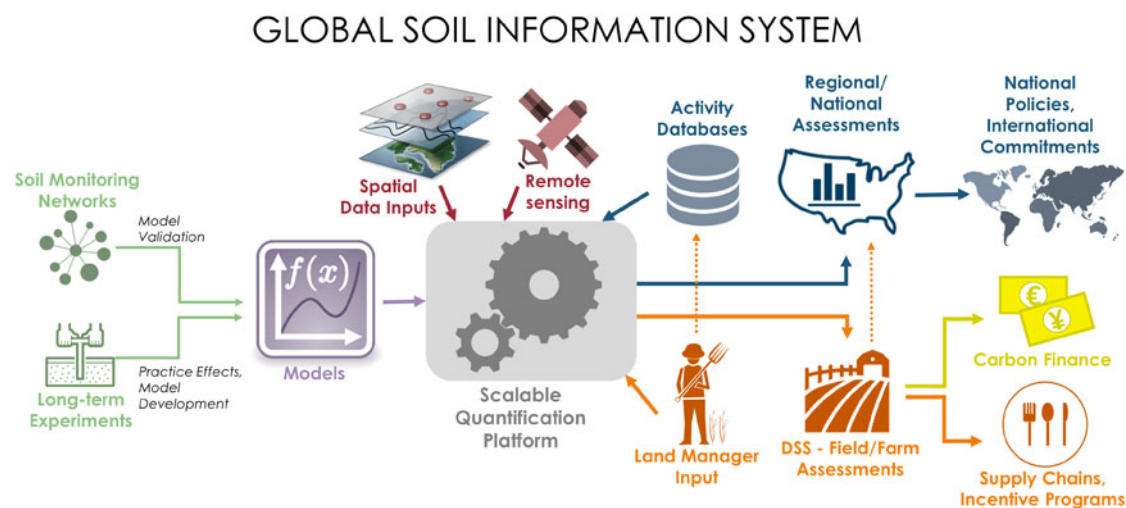 GLOBAL SOIL INFORMATION SYSTEM
Soil Monitoring
Networks
Model
Validation
Long-term
Experiments
Practice Effects,
Model
Development
f(x)
Models
Spatial
Data Inputs
Remote
sensing
Scalable
Quantification
Platform
Activity
Databases
Land Manager
Input
Regional/
National
Assessments
DSS - Field/Farm
Assessments
National
Policies,
International
Commitments
€
¥
Carbon Finance
Supply Chains,
Incentive Programs